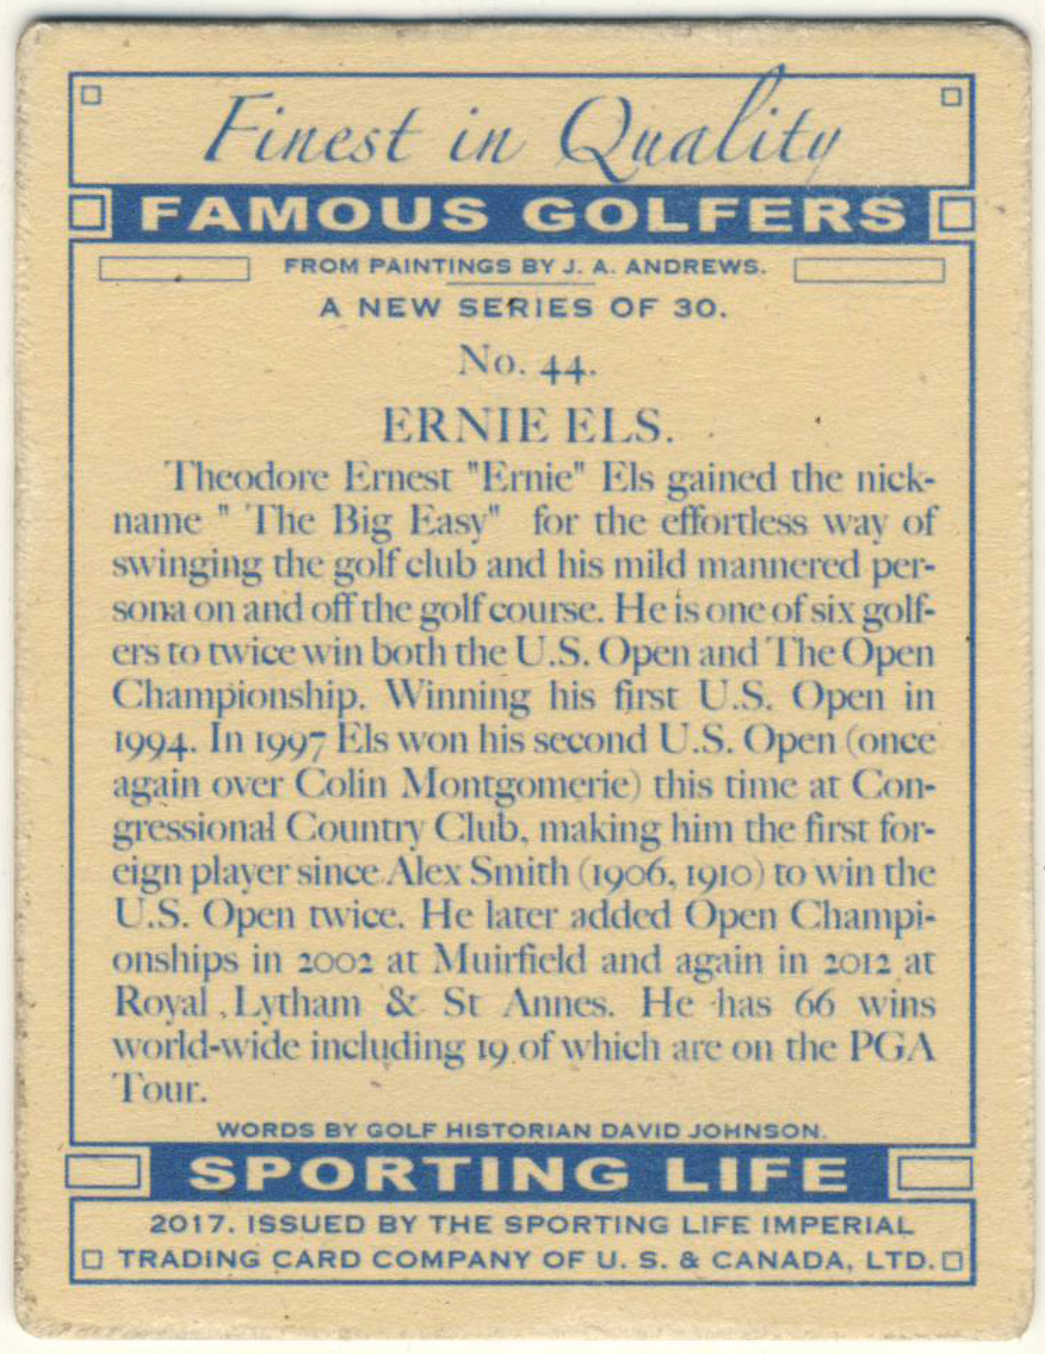 Finest in Quality
FAMOUS GOLFERS
FROM PAINTINGS BY J. A. ANDREWS.
A NEW SERIES OF 30.
No. 44.
ERNIE ELS.
Theodore Ernest "Ernie" Els gained the nick-
name " The Big Easy" for the effortless way of
swinging the golf club and his mild mannered per-
sona on and off the golf course. He is one of six golf-
ers to twice win both the U.S. Open and The Open
Championship. Winning his first U.S. Open in
1994. In 1997 Els won his second U.S. Open (once
again over Colin Montgomerie) this time at Con-
gressional Country Club, making him the first for-
eign player since Alex Smith (1906, 1910) to win the
U.S. Open twice. He later added Open Champi-
onships in 2002 at Muirfield and again in 2012 at
Royal Lytham & St Annes. He has 66 wins
world-wide including 19 of which are on the PGA
Tour.
WORDS BY GOLF HISTORIAN DAVID JOHNSON.
SPORTING LIFE
2017. ISSUED BY THE SPORTING LIFE IMPERIAL
TRADING CARD COMPANY OF U. S. & CANADA, LTD.